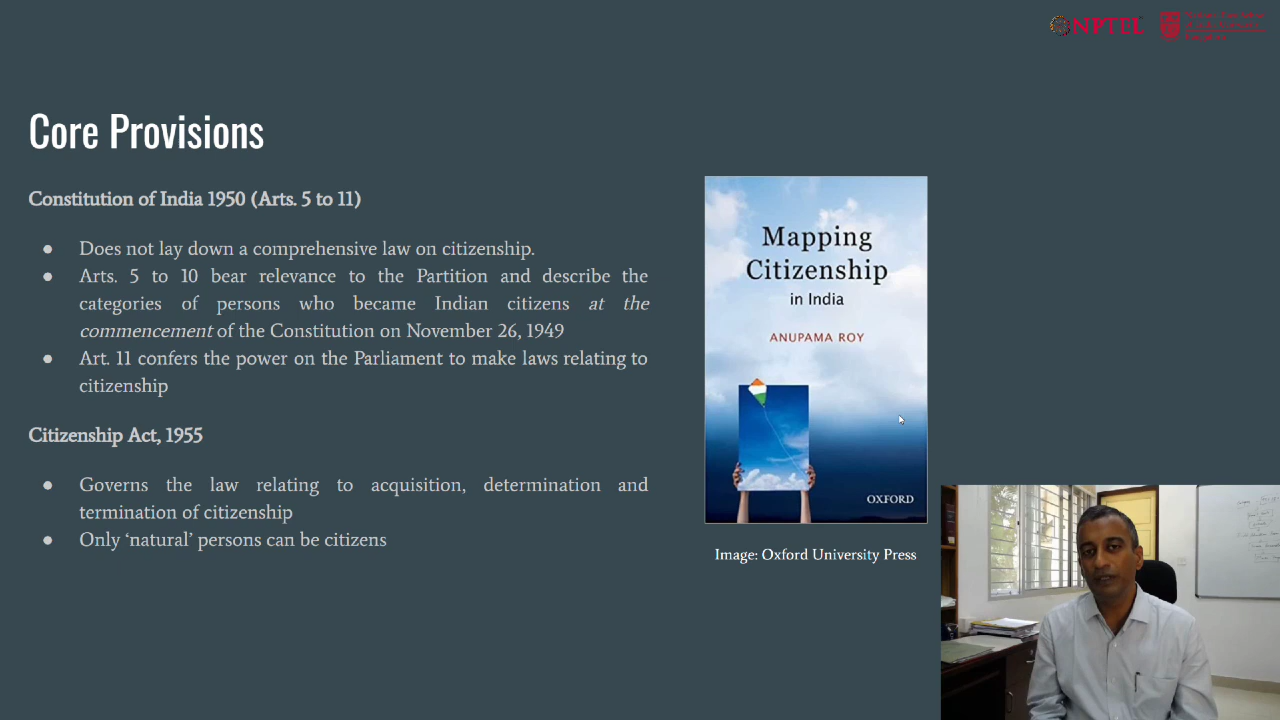 NPTEL
Core Provisions
Constitution of India 1950 (Arts. 5 to 11)
● Does not lay down a comprehensive law on citizenship.
● Arts. 5 to 10 bear relevance to the Partition and describe the
categories of persons who became Indian citizens at the
commencement of the Constitution on November 26, 1949
● Art. 11 confers the power on the Parliament to make laws relating to
citizenship
Citizenship Act, 1955
● Governs the law relating to acquisition, determination and
termination of citizenship
● Only ‘natural’ persons can be citizens
Mapping
Citizenship
in India
ANUPAMA ROY
OXFORD
Image: Oxford University Press